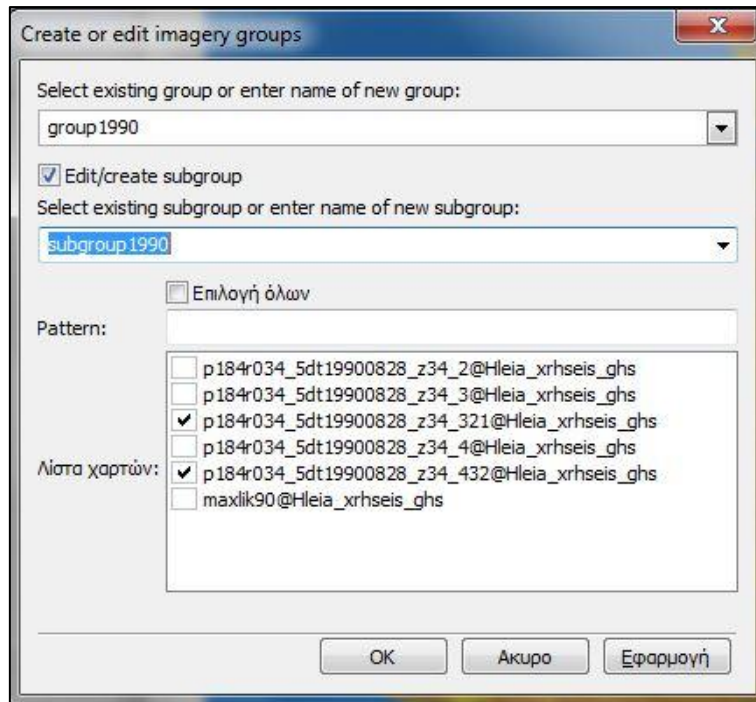 Create or edit imagery groups
Select existing group or enter name of new group:
group1990
Edit/create subgroup
Select existing subgroup or enter name of new subgroup:
subgroup1990
Επιλογή όλων
Pattern:
p184r034_5dt19900828_z34_2@Hleia_xrhseis_ghs
p184r034_5dt19900828_z34_3@Hleia_xrhseis_ghs
p184r034_5dt19900828_z34_321@Hleia_xrhseis_ghs
p184r034_5dt19900828_z34_4@Hleia_xrhseis_ghs
Λίστα χαρτών:
p184r034_5dt19900828_z34_432@Hleia_xrhseis_ghs
maxlik90@Hleia_xrhseis_ghs
OK
Ακυρο
Εφαρμογή